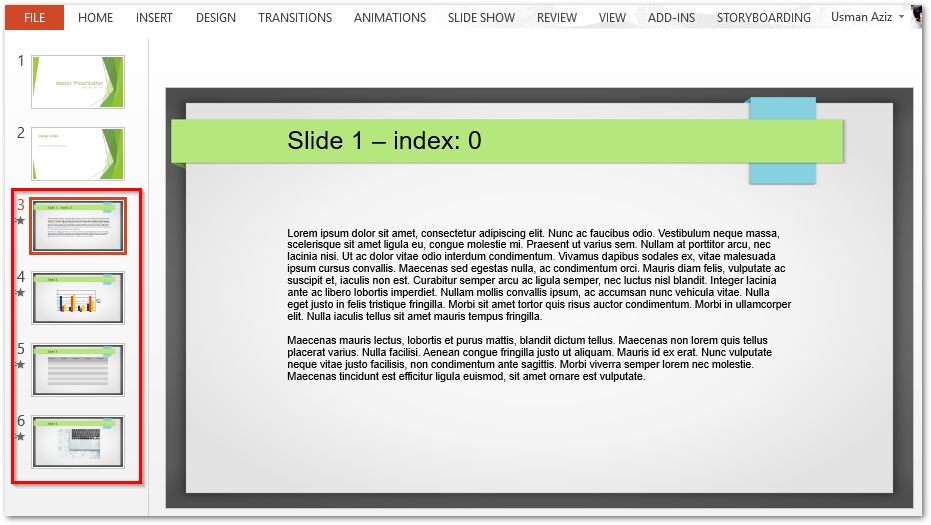 FILE HOME INSERT DESIGN TRANSITIONS ANIMATIONS SLIDE SHOW REVIEW VIEW ADD-INS STORYBOARDING Usman Aziz
1
Master Presentation
2
3
Slide 1 – index: 0
4
5
6
Slide 1 – index: 0
Lorem ipsum dolor sit amet, consectetur adipiscing elit. Nunc ac faucibus odio. Vestibulum neque massa,
scelerisque sit amet ligula eu, congue molestie mi. Praesent ut varius sem. Nullam at porttitor arcu, nec
lacinia nisi. Ut ac dolor vitae odio interdum condimentum. Vivamus dapibus sodales ex, vitae malesuada
ipsum cursus convallis. Maecenas sed egestas nulla, ac condimentum orci. Mauris diam felis, vulputate ac
suscipit et, iaculis non est. Curabitur semper arcu ac ligula semper, nec luctus nisl blandit. Integer lacinia
ante ac libero lobortis imperdiet. Nullam mollis convallis ipsum, ac accumsan nunc vehicula vitae. Nulla
eget justo in felis tristique fringilla. Morbi sit amet tortor quis risus auctor condimentum. Morbi in ullamcorper
elit. Nulla iaculis tellus sit amet mauris tempus fringilla.
Maecenas mauris lectus, lobortis et purus mattis, blandit dictum tellus. Maecenas non lorem quis tellus
placerat varius. Nulla facilisi. Aenean congue fringilla justo ut aliquam. Mauris id ex erat. Nunc vulputate
neque vitae justo facilisis, non condimentum ante sagittis. Morbi viverra semper lorem nec molestie.
Maecenas tincidunt est efficitur ligula euismod, sit amet ornare est vulputate.